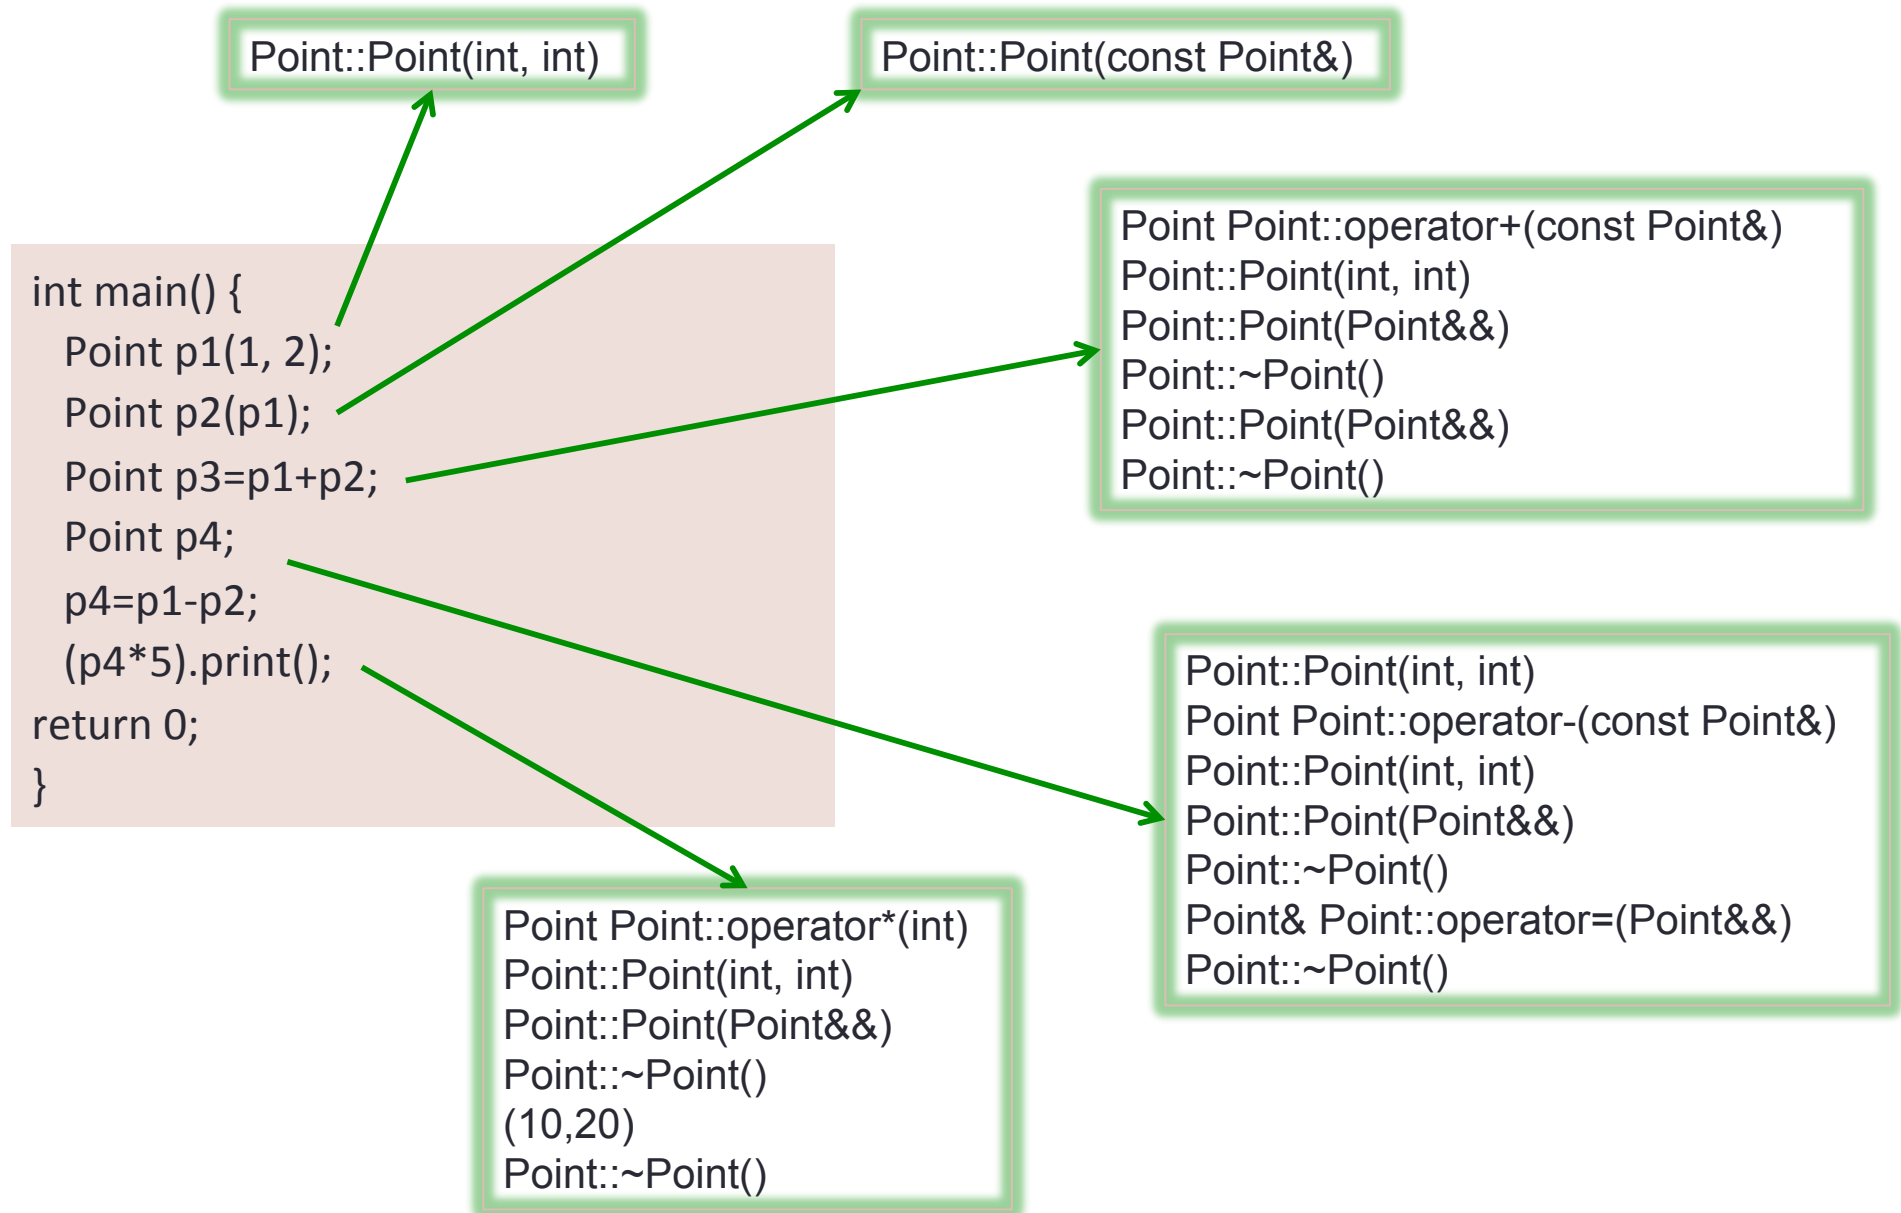 Point::Point(int, int)
Point::Point(const Point&)
Point Point::operator+(const Point&)
Point::Point(int, int)
Point::Point(Point&&)
Point::~Point()
Point::Point(Point&&)
Point::~Point()
int main() {
Point p1(1, 2);
Point p2(p1);
Point p3=p1+p2;
Point p4;
p4=p1-p2;
(p4*5).print();
return 0;
}
Point::Point(int, int)
Point Point::operator-(const Point&)
Point::Point(int, int)
Point::Point(Point&&)
Point::~Point()
Point& Point::operator=(Point&&)
Point::~Point()
Point Point::operator*(int)
Point::Point(int, int)
Point::Point(Point&&)
Point::~Point()
(10,20)
Point::~Point()